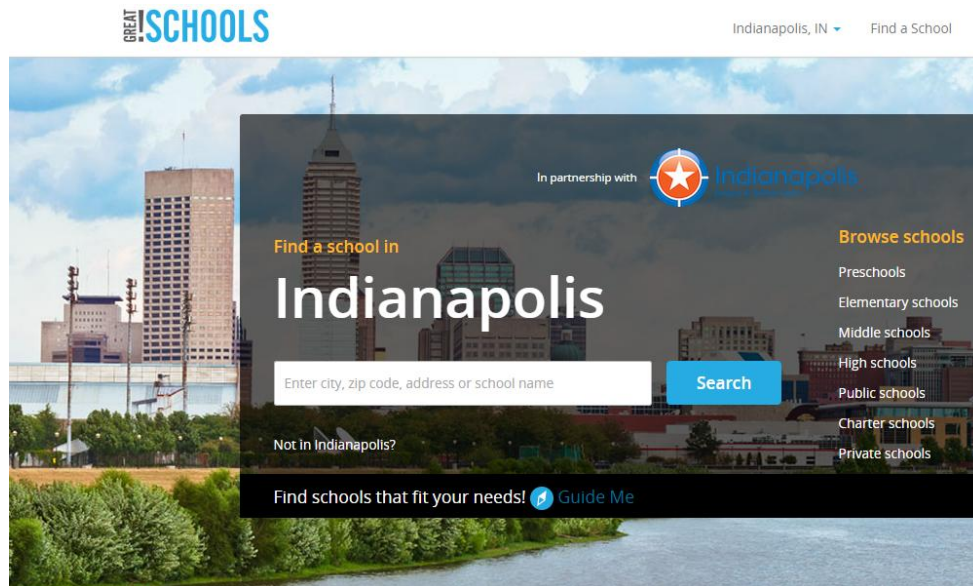 GREAT!SCHOOLS
Indianapolis, IN
Find a School
In partnership with
Indianapolis
Find a school in
Indianapolis
Enter city, zip code, address or school name
Search
Not in Indianapolis?
Find schools that fit your needs!
Guide Me
Browse schools
Preschools
Elementary schools
Middle schools
High schools
Public schools
Charter schools
Private schools